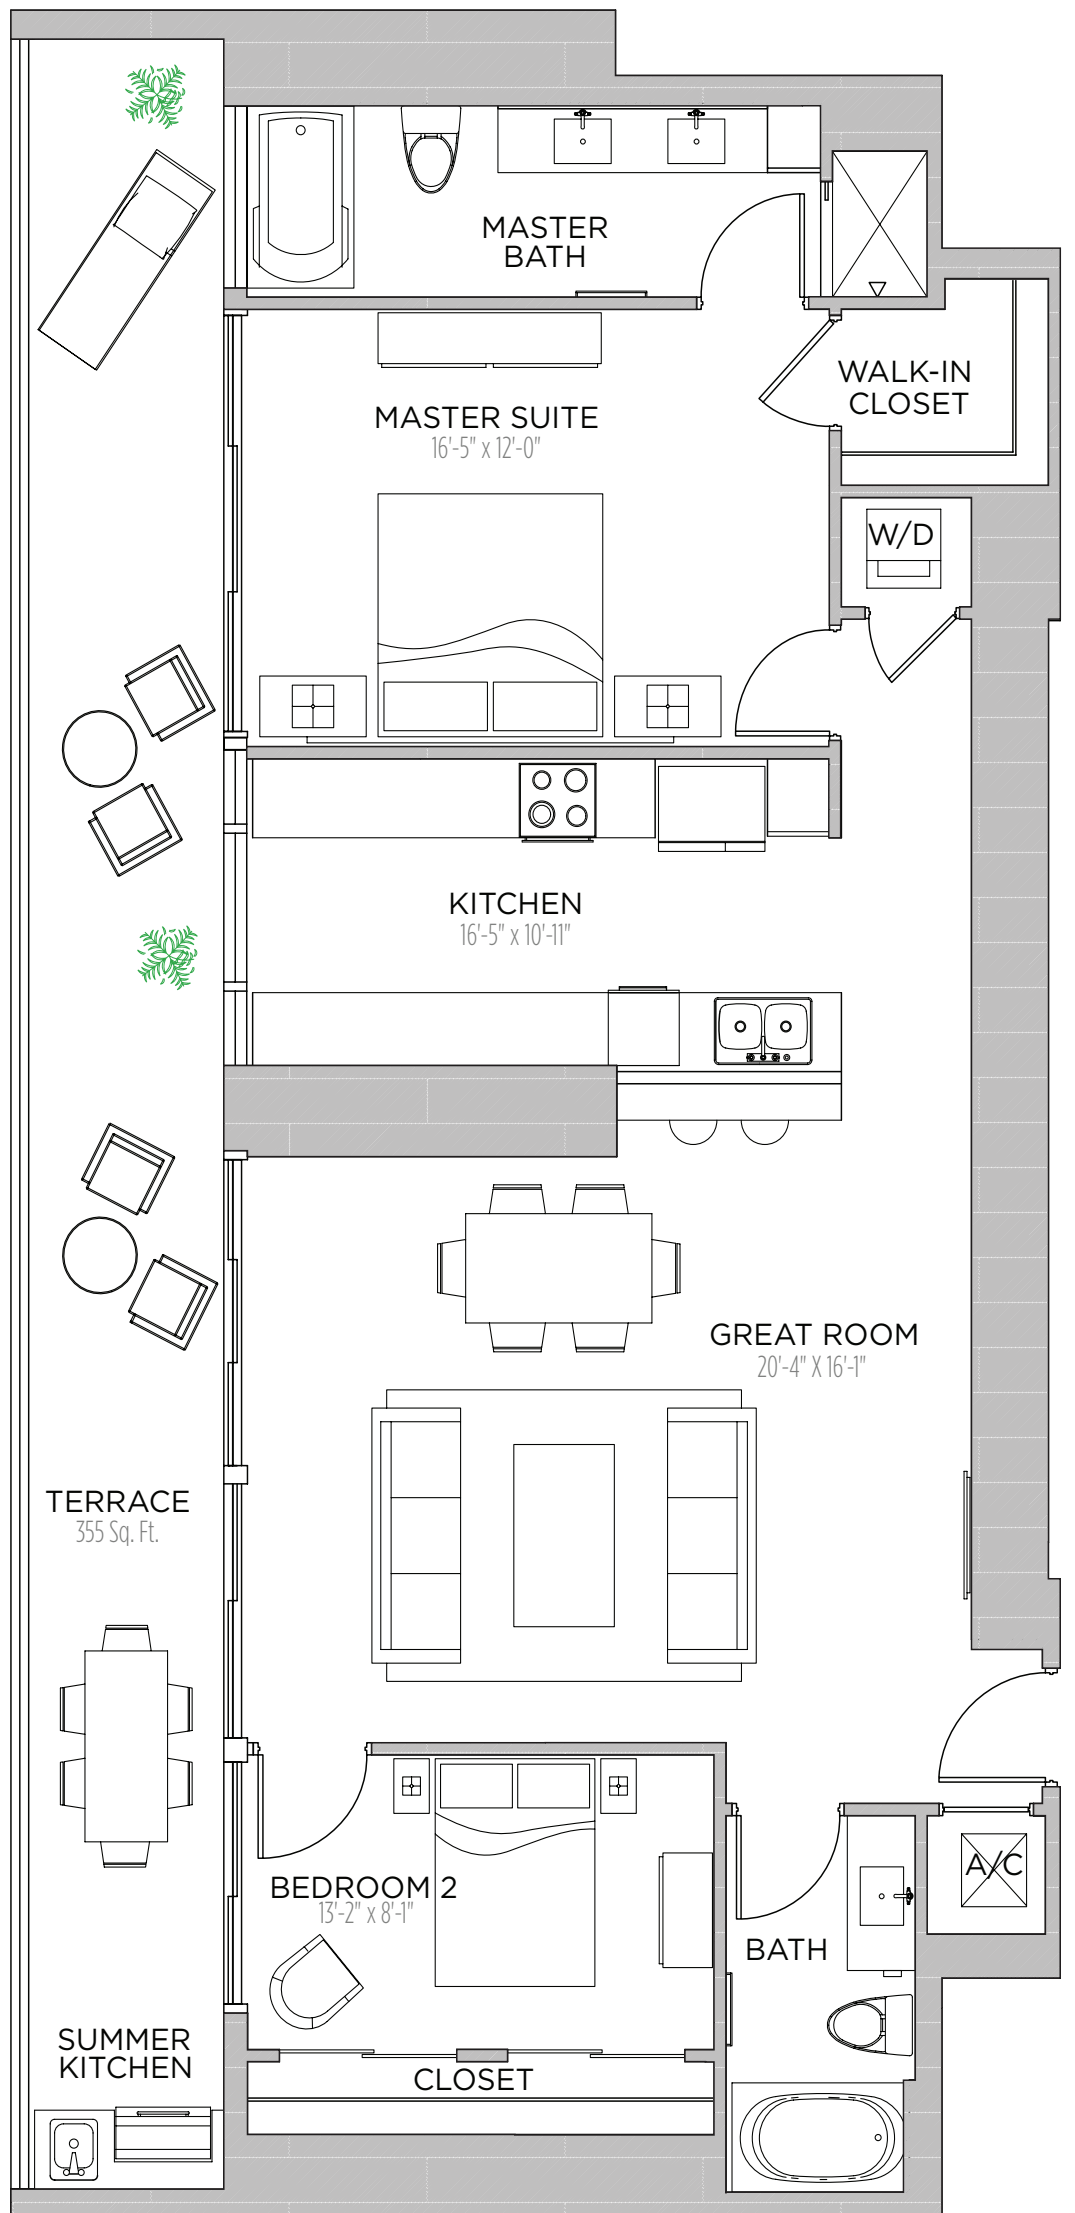 MASTER
BATH
WALK-IN
CLOSET
MASTER SUITE
16'-5" x 12'-0"
W/D
KITCHEN
16'-5" x 10'-11"
GREAT ROOM
20'-4" X 16'-1"
TERRACE
355 Sq. Ft.
A/C
BEDROOM 2
13'-2" x 8'-1"
BATH
SUMMER
KITCHEN
CLOSET